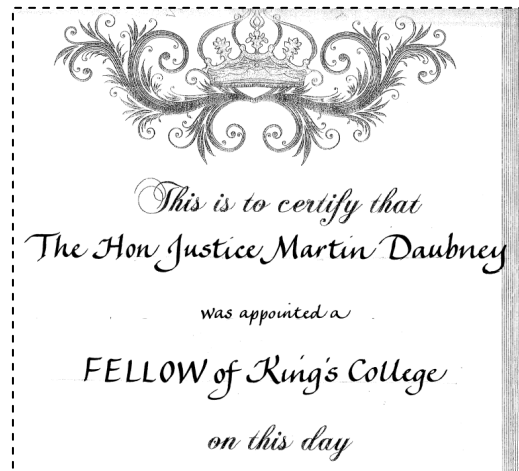 This is to certify that
The Hon Justice Martin Daubney
was appointed a
FELLOW of King's College
on this day